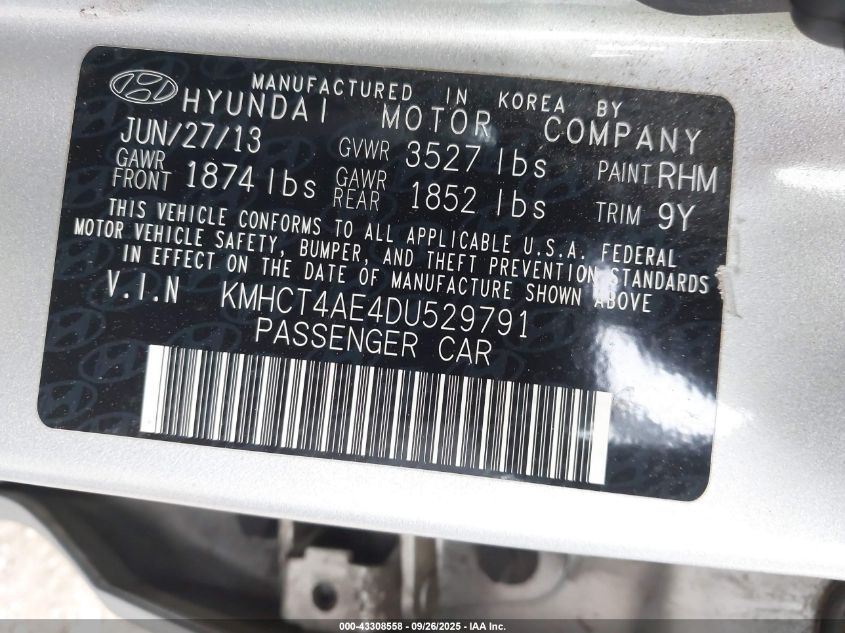 MANUFACTURED IN KOREA BY
HYUNDAI MOTOR COMPANY
JUN/27/13 GVWR 3527 lbs PAINT RHM
GAWR FRONT 1874 lbs GAWR REAR 1852 lbs TRIM 9Y
THIS VEHICLE CONFORMS TO ALL APPLICABLE U.S.A. FEDERAL
MOTOR VEHICLE SAFETY, BUMPER, AND THEFT PREVENTION STANDARDS
IN EFFECT ON THE DATE OF MANUFACTURE SHOWN ABOVE
V.I.N KMHCT4AE4DU529791
PASSENGER CAR
000-43308558 - 09/26/2025 - IAA Inc.